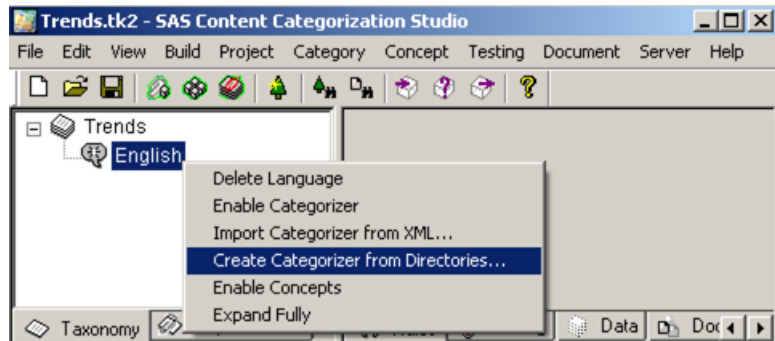 Trends.tk2 - SAS Content Categorization Studio
File Edit View Build Project Category Concept Testing Document Server Help
Trends
English
Delete Language
Enable Categorizer
Import Categorizer from XML...
Create Categorizer from Directories...
Enable Concepts
Expand Fully
Taxonomy Data Doc